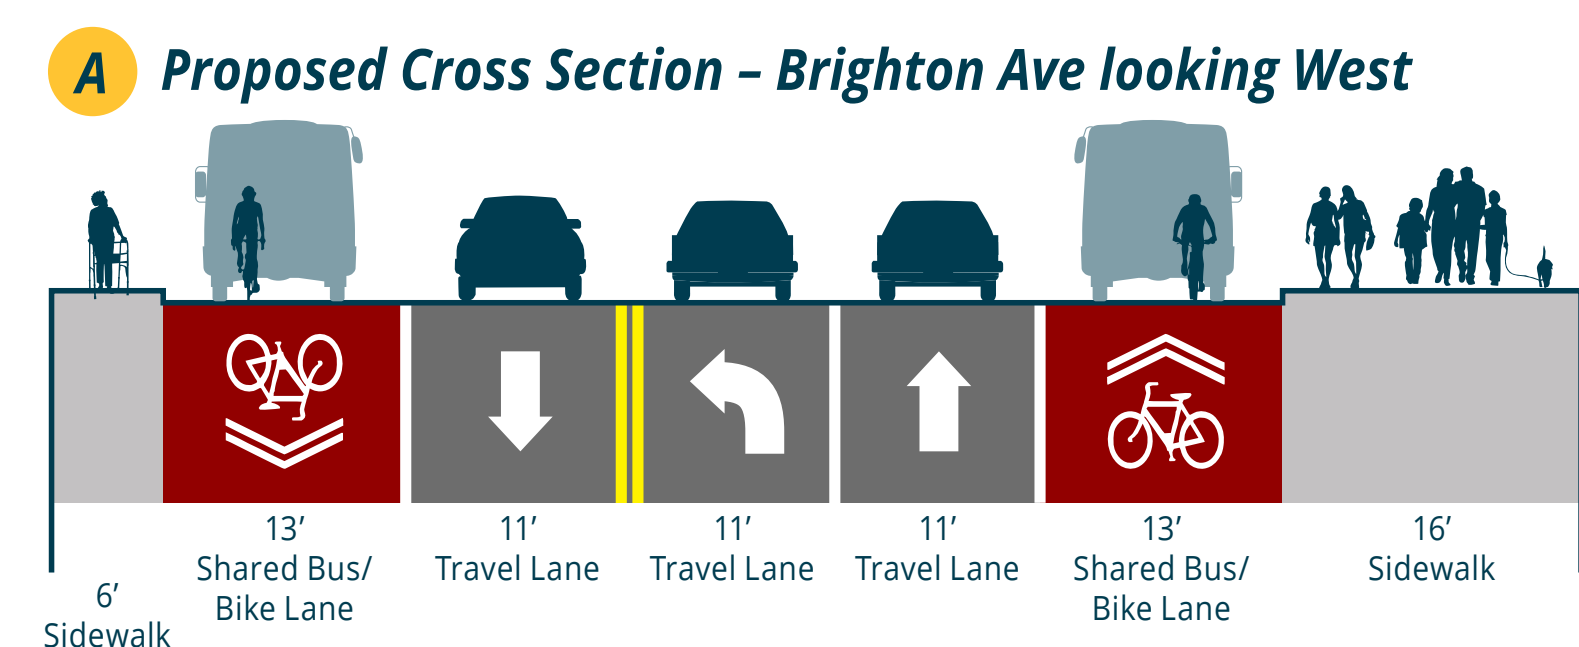 A
Proposed Cross Section – Brighton Ave looking West
6’
Sidewalk
13’
Shared Bus/
Bike Lane
11’
Travel Lane
11’
Travel Lane
11’
Travel Lane
13’
Shared Bus/
Bike Lane
16’
Sidewalk